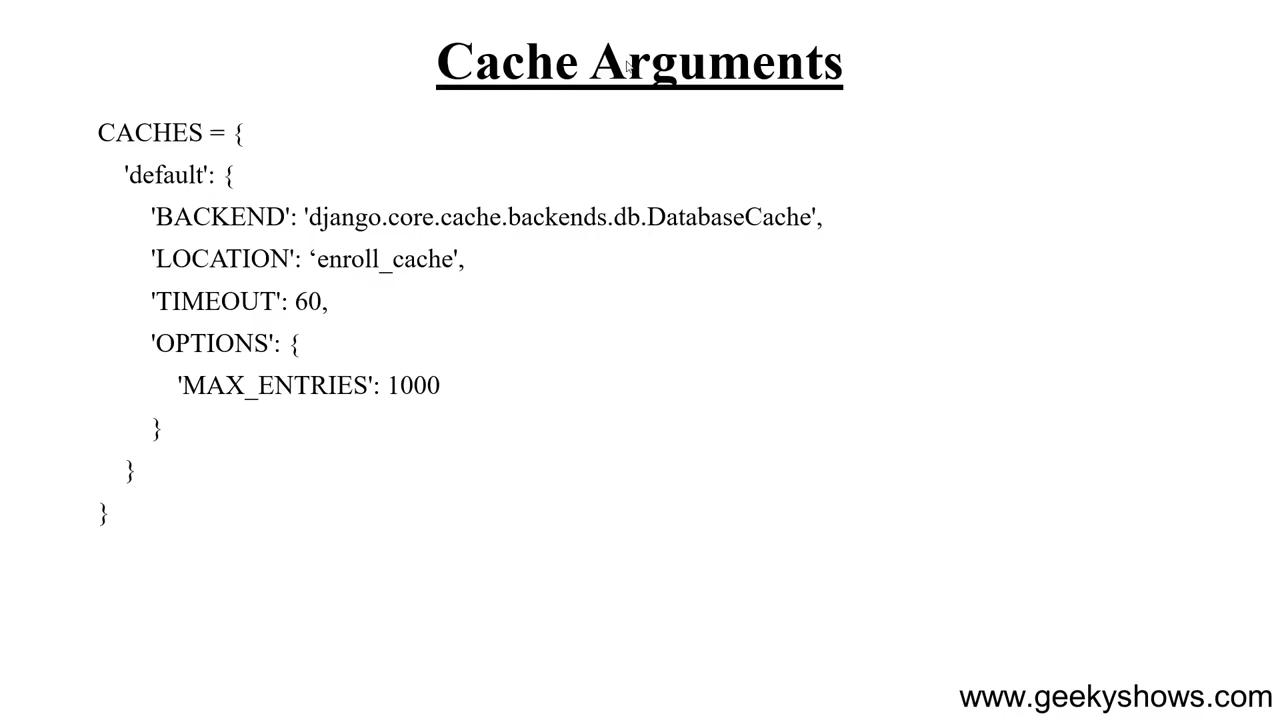 Cache Arguments
CACHES = {
'default': {
'BACKEND': 'django.core.cache.backends.db.DatabaseCache',
'LOCATION': ‘enroll_cache',
'TIMEOUT': 60,
'OPTIONS': {
'MAX_ENTRIES': 1000
}
}
}
www.geekyshows.com